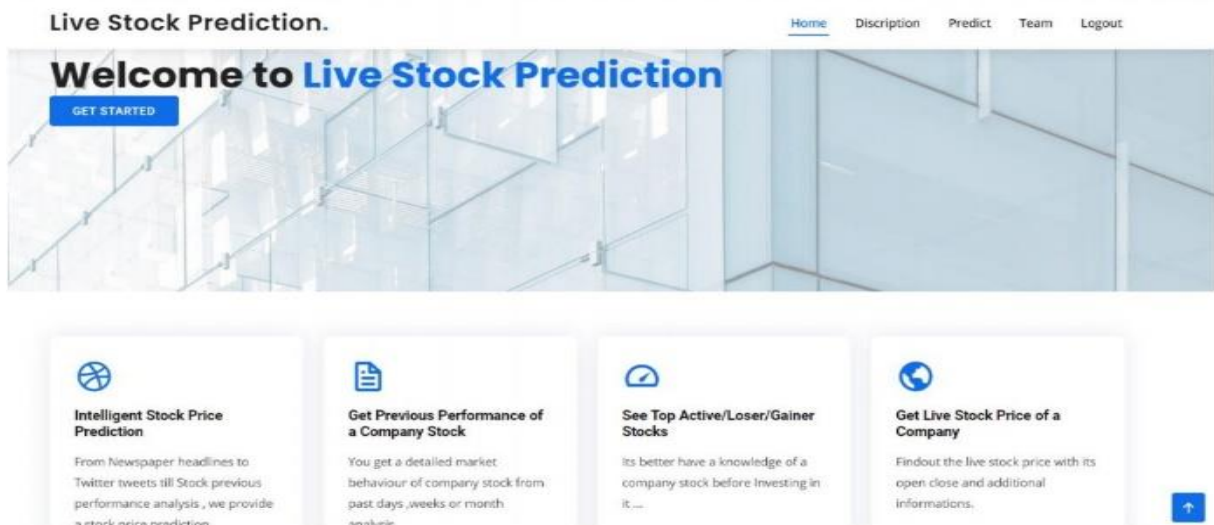 Live Stock Prediction.
Home Discription Predict Team Logout
Welcome to Live Stock Prediction
GET STARTED
Intelligent Stock Price
Prediction
From Newspaper headlines to
Twitter tweets till Stock previous
performance analysis , we provide
a stock price prediction
Get Previous Performance of
a Company Stock
You get a detailed market
behaviour of company stock from
past days ,weeks or month
analysis
See Top Active/Loser/Gainer
Stocks
Its better have a knowledge of a
company stock before Investing in
it ...
Get Live Stock Price of a
Company
Findout the live stock price with its
open close and additional
informations.